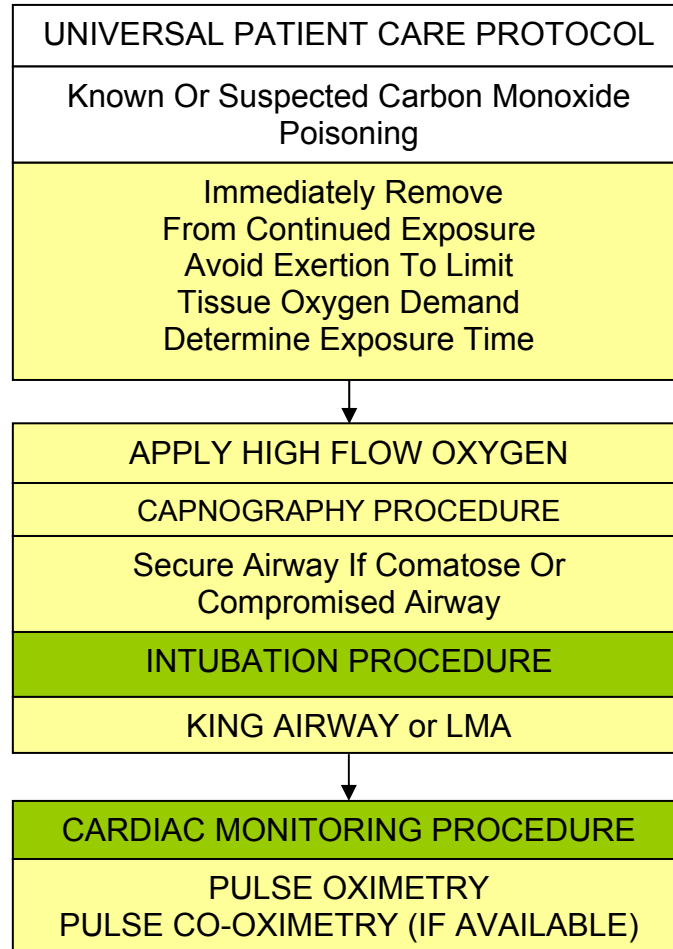 UNIVERSAL PATIENT CARE PROTOCOL
Known Or Suspected Carbon Monoxide
Poisoning
Immediately Remove
From Continued Exposure
Avoid Exertion To Limit
Tissue Oxygen Demand
Determine Exposure Time
APPLY HIGH FLOW OXYGEN
CAPNOGRAPHY PROCEDURE
Secure Airway If Comatose Or
Compromised Airway
INTUBATION PROCEDURE
KING AIRWAY or LMA
CARDIAC MONITORING PROCEDURE
PULSE OXIMETRY
PULSE CO-OXIMETRY (IF AVAILABLE)